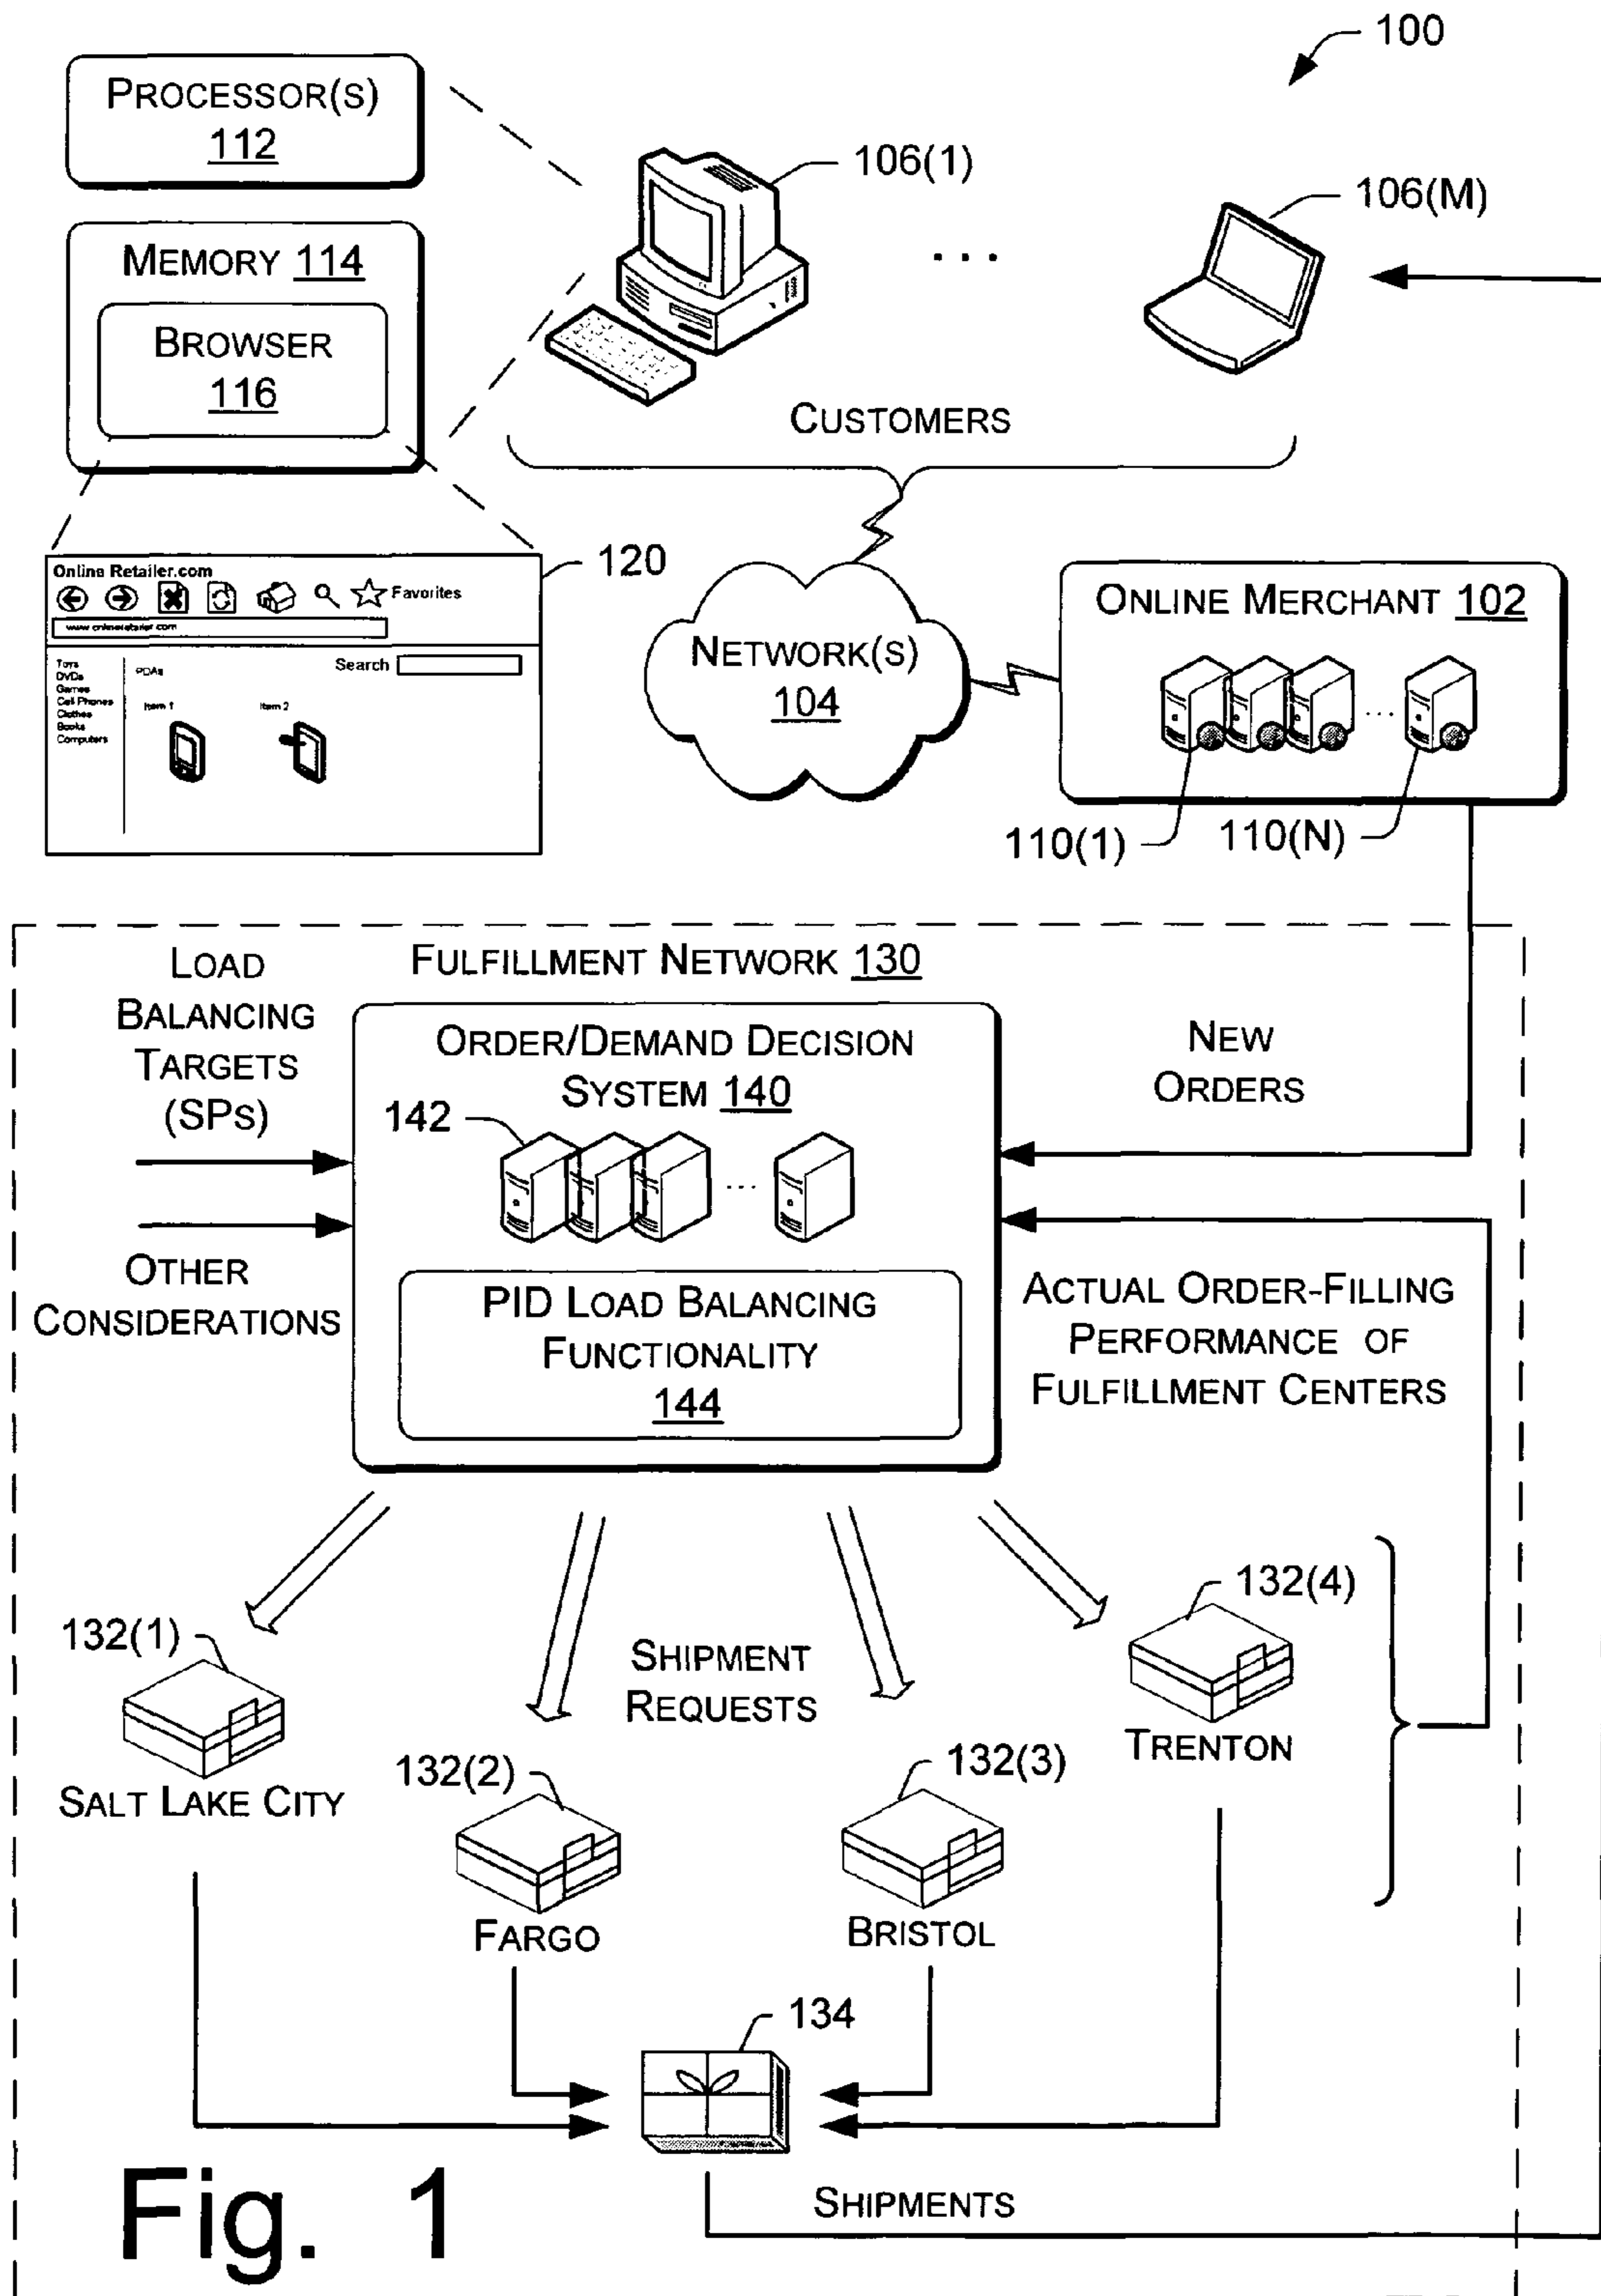 100
PROCESSOR(S)
112
106(1)
106(M)
MEMORY 114
BROWSER
116
...
CUSTOMERS
120
Online Retailer.com
Favorites
www.onlineretailer.com
Search
Toys
DVDs
Games
Cell Phones
Clothes
Books
Computers
PDAs
Item 1
Item 2
NETWORK(S)
104
ONLINE MERCHANT 102
...
110(1)
110(N)
FULFILLMENT NETWORK 130
LOAD
BALANCING
TARGETS
(SPS)
OTHER
CONSIDERATIONS
ORDER/DEMAND DECISION
SYSTEM 140
142
...
PID LOAD BALANCING
FUNCTIONALITY
144
NEW
ORDERS
ACTUAL ORDER-FILLING
PERFORMANCE OF
FULFILLMENT CENTERS
132(1)
SALT LAKE CITY
132(2)
FARGO
SHIPMENT
REQUESTS
132(3)
BRISTOL
132(4)
TRENTON
134
SHIPMENTS
Fig. 1